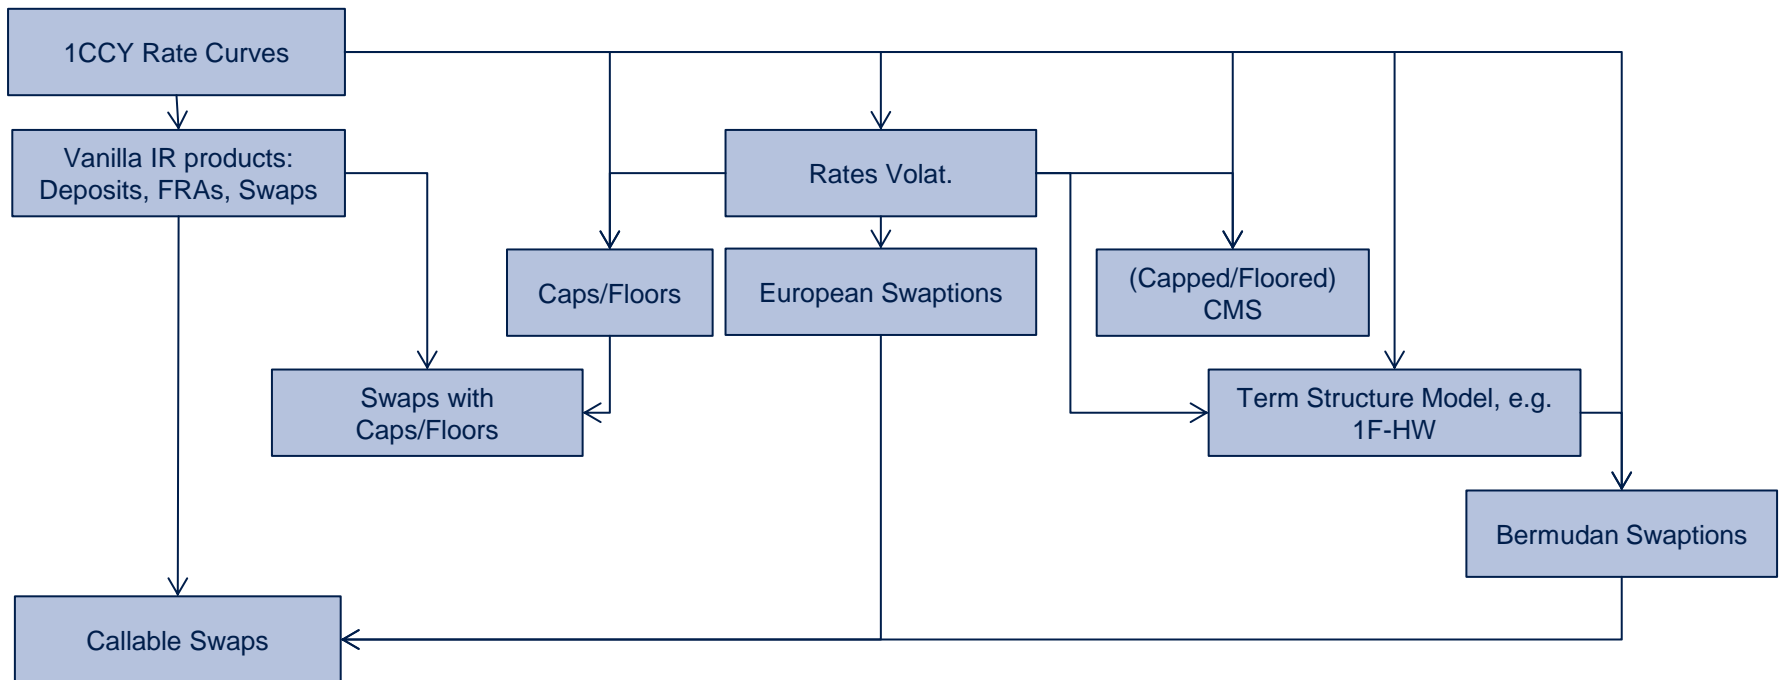 1CCY Rate Curves
Vanilla IR products:
Deposits, FRAs, Swaps
Rates Volat.
Caps/Floors
European Swaptions
(Capped/Floored)
CMS
Swaps with
Caps/Floors
Term Structure Model, e.g.
1F-HW
Bermudan Swaptions
Callable Swaps